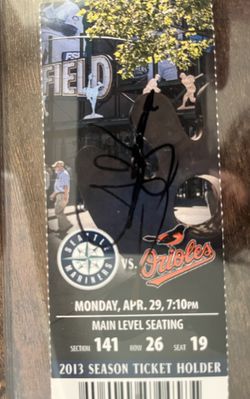 FIELD
SEATTLE
MARINERS
VS. Orioles
MONDAY, APR. 29, 7:10PM
MAIN LEVEL SEATING
SECTION 141 ROW 26 SEAT 19
2013 SEASON TICKET HOLDER